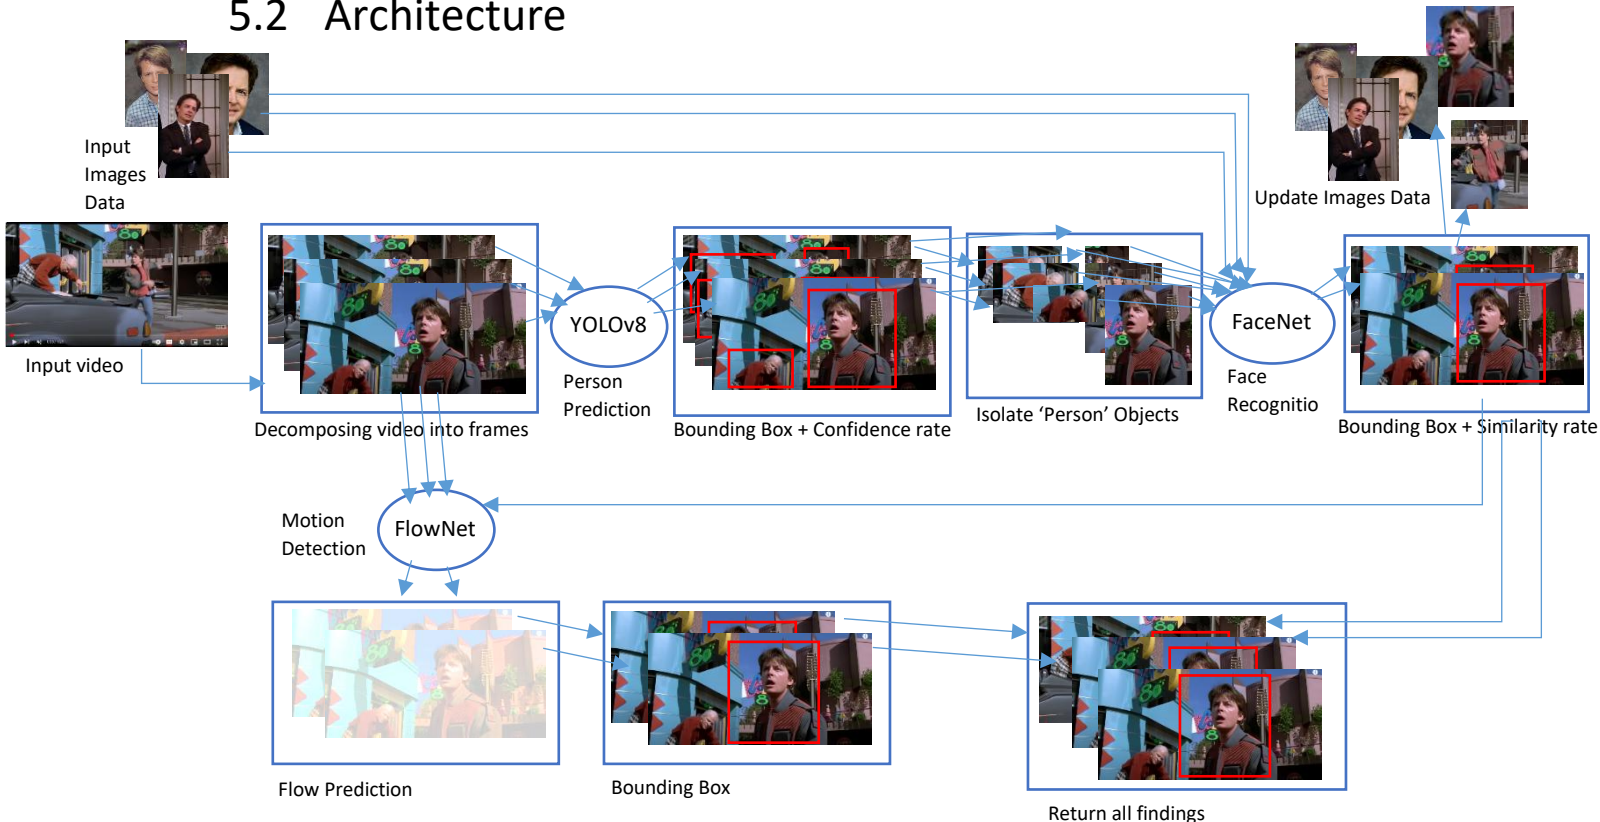 5.2 Architecture
Input
Images
Data
Update Images Data
Input video
YOLOv8
FaceNet
Person
Prediction
Face
Recognitio
Decomposing video into frames
Bounding Box + Confidence rate
Isolate ‘Person’ Objects
Bounding Box + Similarity rate
Motion
Detection
FlowNet
Flow Prediction
Bounding Box
Return all findings